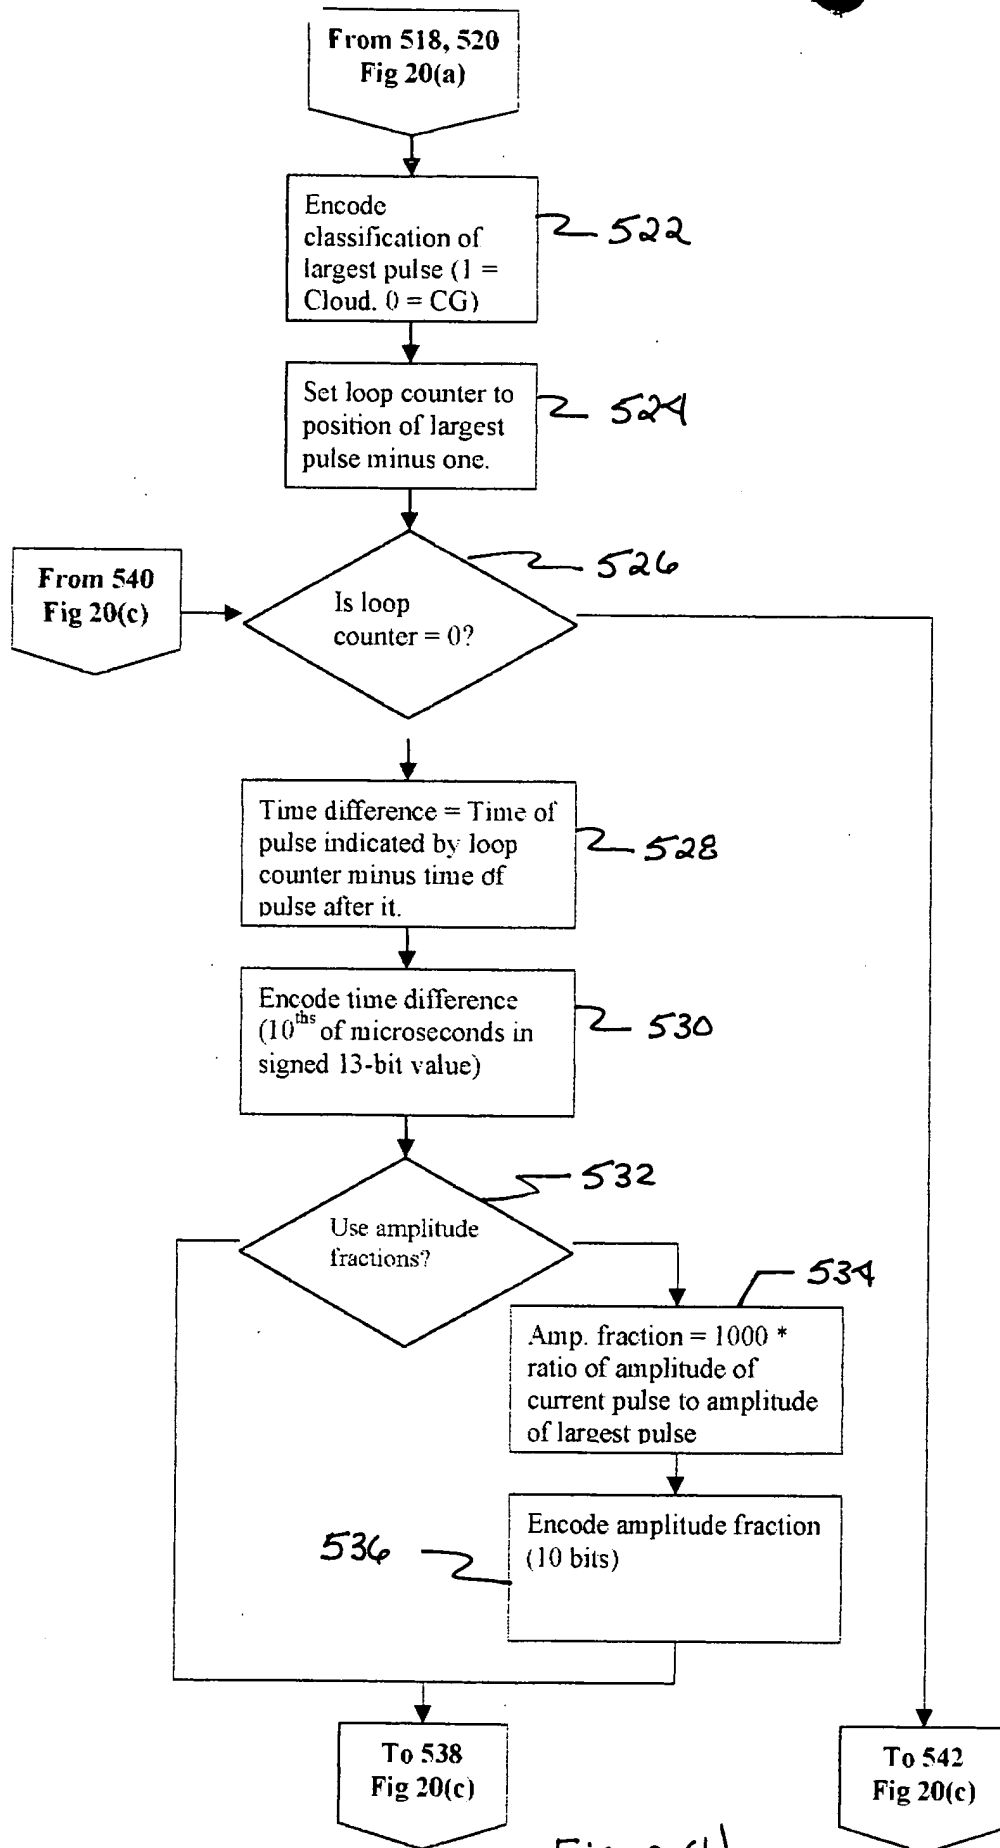 From 518, 520
Fig 20(a)
Encode
classification of
largest pulse (1 =
Cloud. 0 = CG)
522
Set loop counter to
position of largest
pulse minus one.
524
526
From 540
Fig 20(c)
Is loop
counter = 0?
Time difference = Time of
pulse indicated by loop
counter minus time of
pulse after it.
528
Encode time difference
(10ths of microseconds in
signed 13-bit value)
530
532
Use amplitude
fractions?
534
Amp. fraction = 1000 *
ratio of amplitude of
current pulse to amplitude
of largest pulse
Encode amplitude fraction
(10 bits)
536
To 538
Fig 20(c)
To 542
Fig 20(c)